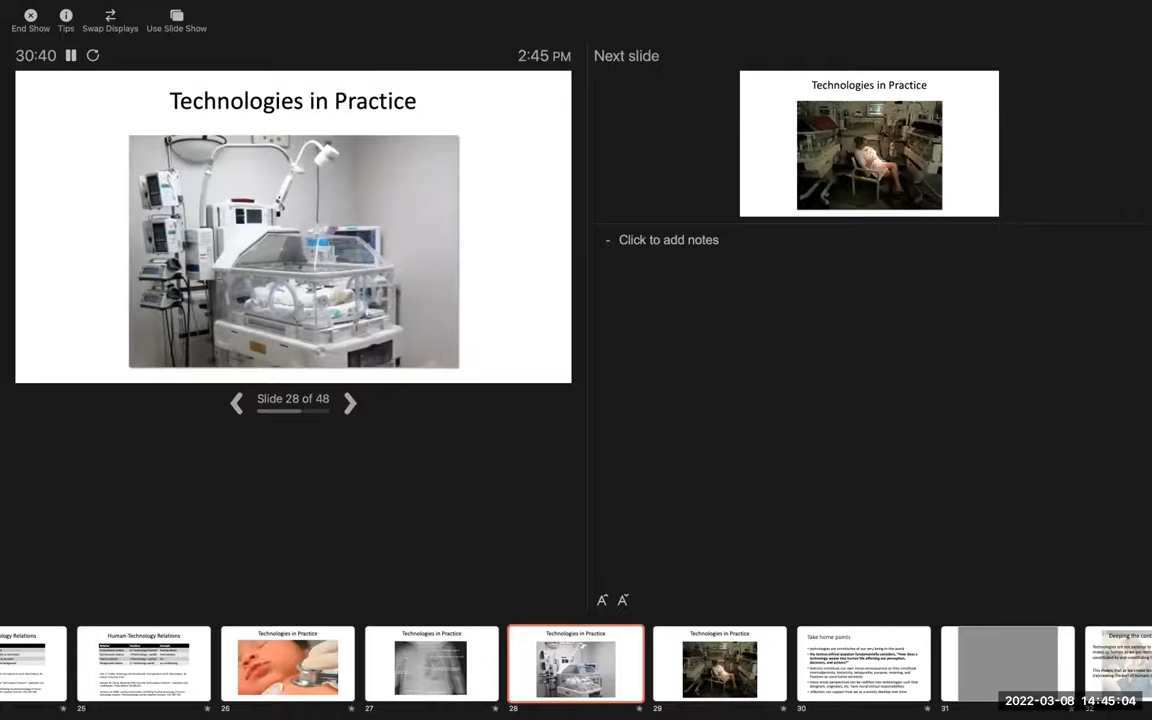 End Show
Tips
Swap Displays
Use Slide Show
30:40
2:45 PM
Next slide
Technologies in Practice
Technologies in Practice
- Click to add notes
Slide 28 of 48
Human-Technology Relations
Technologies in Practice
Technologies in Practice
Technologies in Practice
Technologies in Practice
Take home points
25
26
27
28
29
30
31
2022-03-08 14:45:04